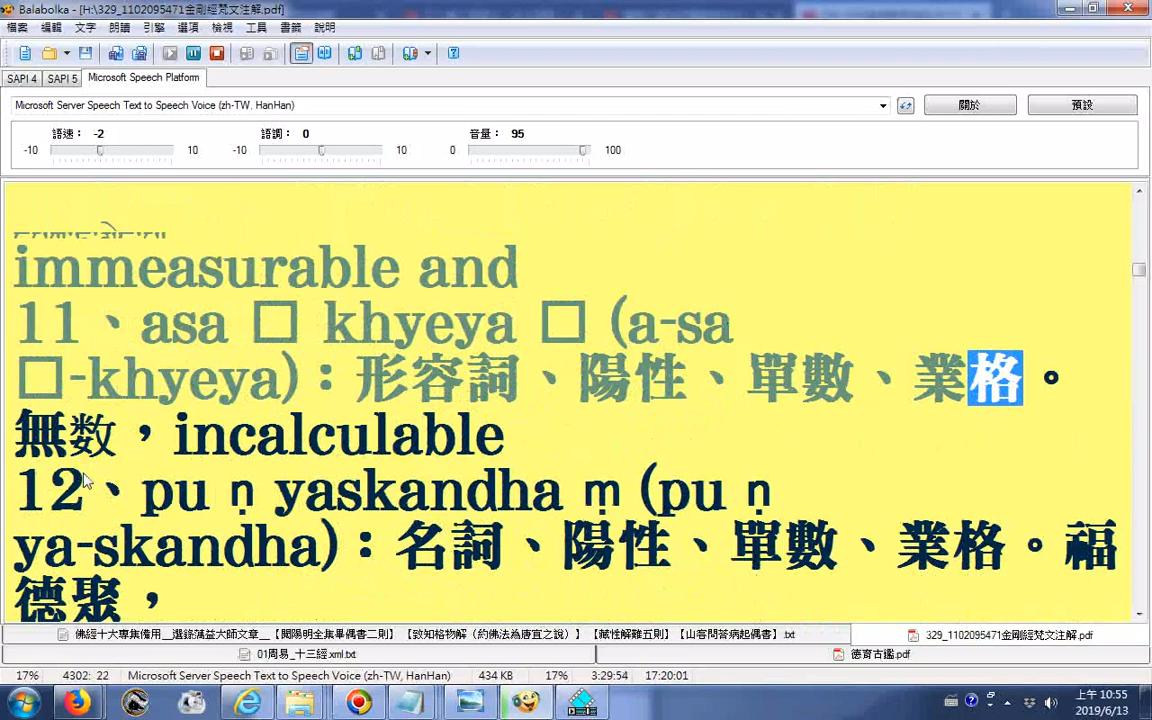 Balabolka - [H:\329_1102095471金剛經梵文注解.pdf]
檔案 編輯 文字 朗讀 引擎 選項 檢視 工具 書籤 說明
SAPI 4 SAPI 5 Microsoft Speech Platform
Microsoft Server Speech Text to Speech Voice (zh-TW, HanHan) 關於 預設
語速： -2 語調： 0 音量： 95
-10 10 -10 10 0 100
immeasurable and
11、asa □ khyeya □ (a-sa
□-khyeya)：形容詞、陽性、單數、業格。
無数，incalculable
12、pu ṇ yaskandha ṃ (pu ṇ
ya-skandha)：名詞、陽性、單數、業格。福
德聚，
佛經十大專集備用__選錄蕅益大師文章__【閱陽明全集畢偶書二則】【致知格物解（約佛法為唐宜之說）】【藏性解難五則】【山客問答病起偶書】.txt 329_1102095471金剛經梵文注解.pdf
01周易_十三經.xml.txt 德育古鑑.pdf
17% 4302: 22 Microsoft Server Speech Text to Speech Voice (zh-TW, HanHan) 434 KB 17% 3:29:54 17:20:01
上午 10:55
2019/6/13